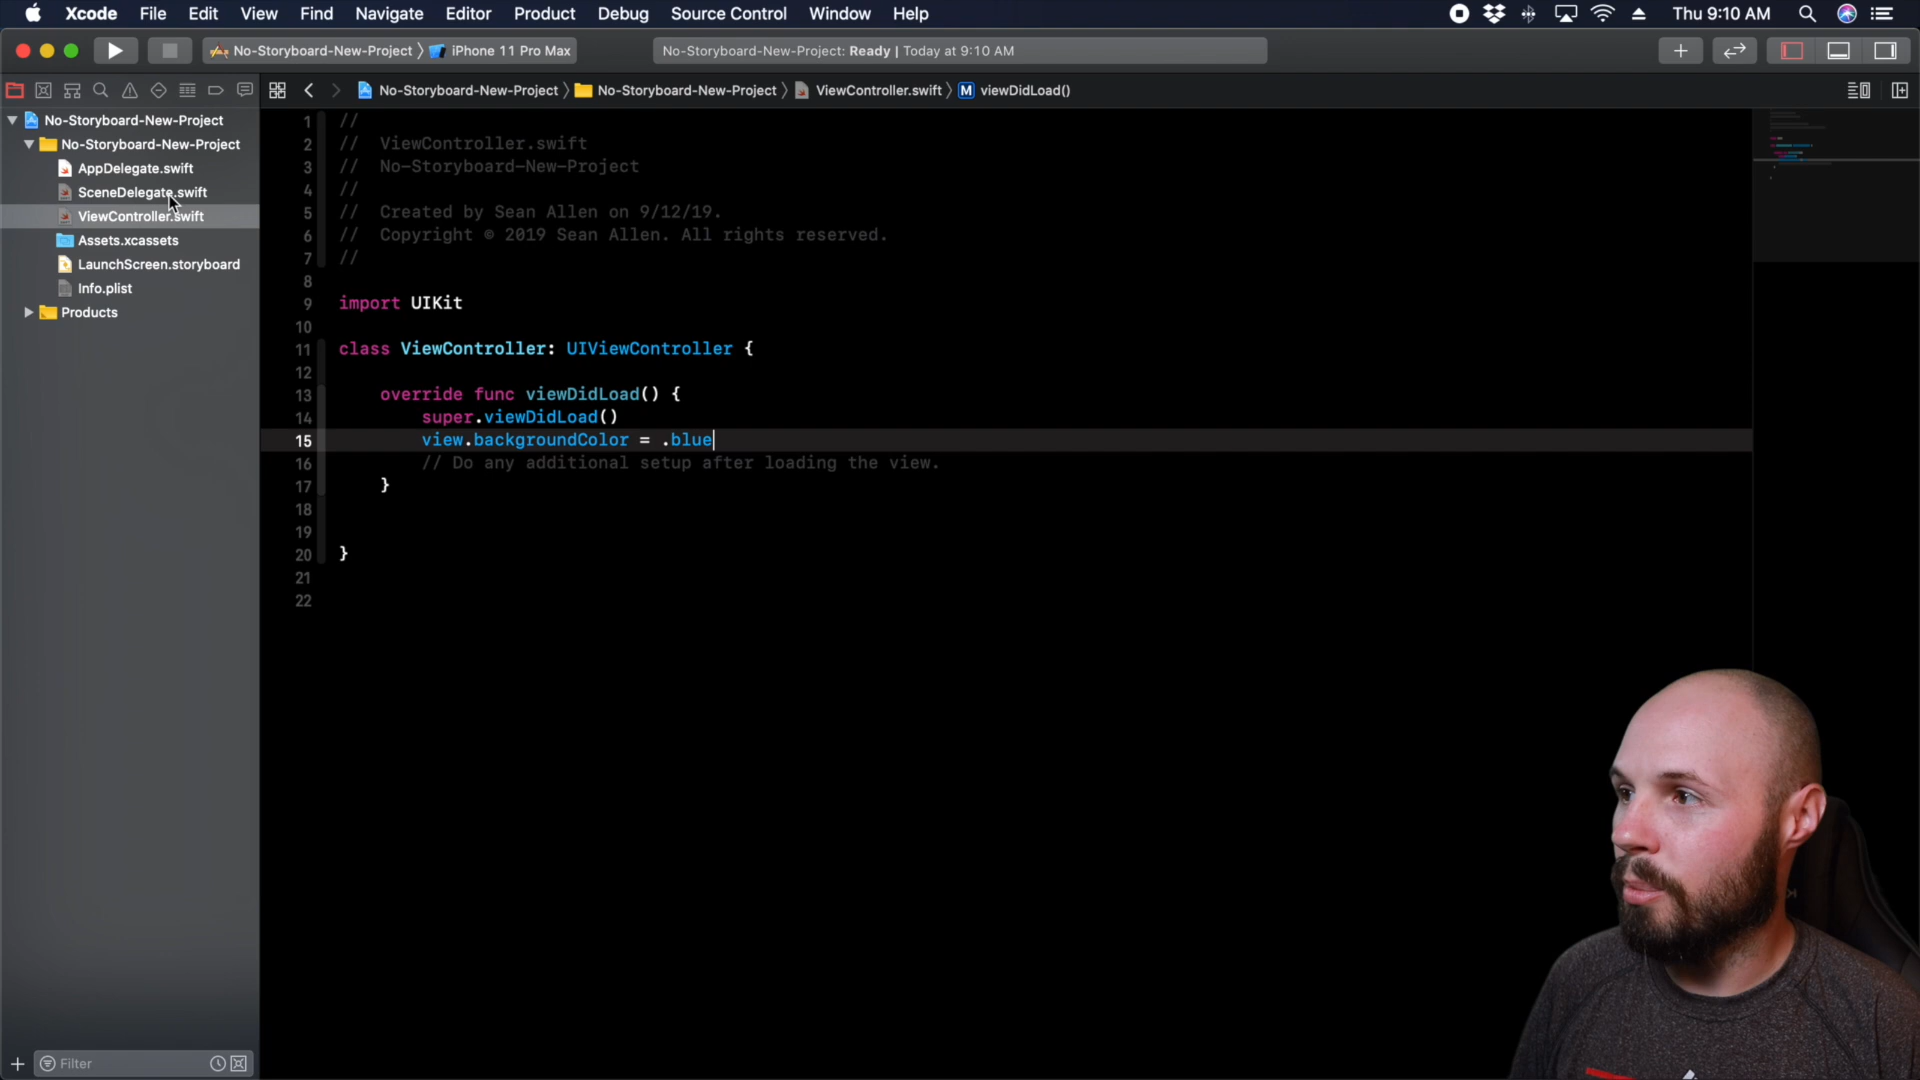 Xcode File Edit View Find Navigate Editor Product Debug Source Control Window Help Thu 9:10 AM
No-Storyboard-New-Project iPhone 11 Pro Max No-Storyboard-New-Project: Ready | Today at 9:10 AM
No-Storyboard-New-Project No-Storyboard-New-Project ViewController.swift M viewDidLoad()
No-Storyboard-New-Project
No-Storyboard-New-Project
AppDelegate.swift
SceneDelegate.swift
ViewController.swift
Assets.xcassets
LaunchScreen.storyboard
Info.plist
Products
1 //
2 // ViewController.swift
3 // No-Storyboard-New-Project
4 //
5 // Created by Sean Allen on 9/12/19.
6 // Copyright © 2019 Sean Allen. All rights reserved.
7 //
8
9 import UIKit
10
11 class ViewController: UIViewController {
12
13 override func viewDidLoad() {
14 super.viewDidLoad()
15 view.backgroundColor = .blue
16 // Do any additional setup after loading the view.
17 }
18
19
20 }
21
22
Filter